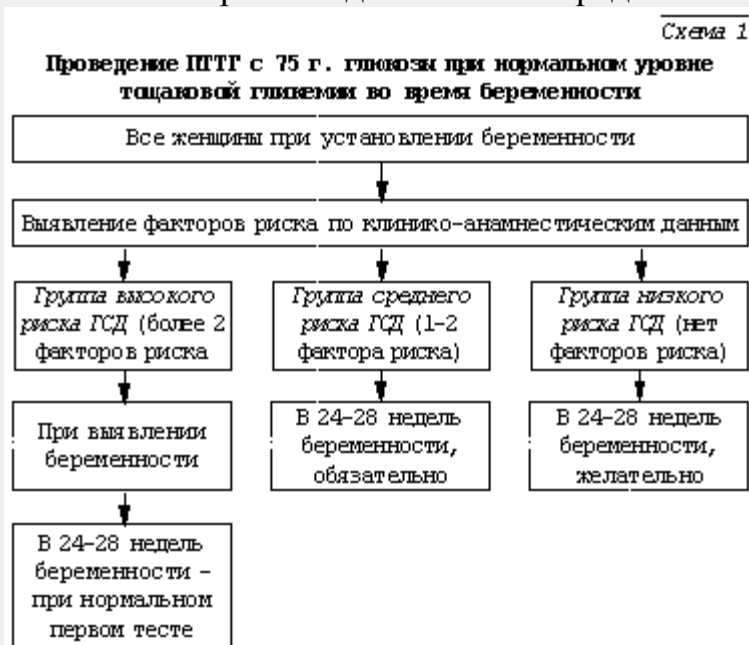 Схема 1
Проведение ПТТГ с 75 г. глюкозы при нормальном уровне
тощаковой гликемии во время беременности
Все женщины при установлении беременности
Выявление факторов риска по клинико-анамнестическим данным
Группа высокого
риска ГСД (более 2
факторов риска
Группа среднего
риска ГСД (1-2
фактора риска)
Группа низкого
риска ГСД (нет
факторов риска)
При выявлении
беременности
В 24-28 недель
беременности,
обязательно
В 24-28 недель
беременности,
желательно
В 24-28 недель
беременности -
при нормальном
первом тесте